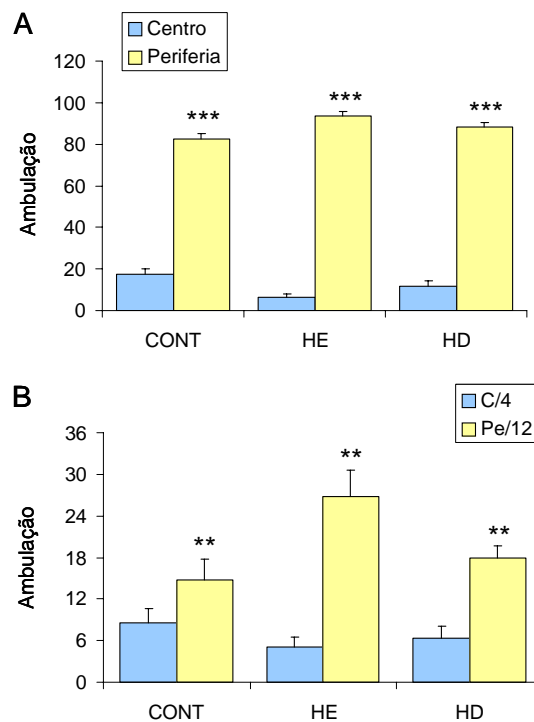 A
Centro
Periferia
120
100
80
60
40
20
0
Ambulação
***
***
***
CONT HE HD
B
C/4
Pe/12
36
30
24
18
12
6
0
Ambulação
**
**
**
CONT HE HD